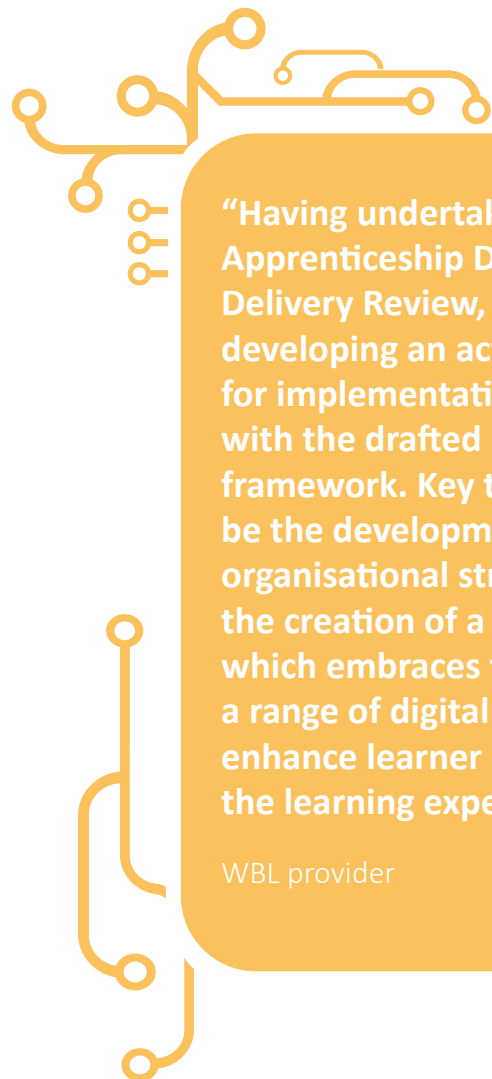 “Having undertak
Apprenticeship D
Delivery Review,
developing an ac
for implementati
with the drafted
framework. Key t
be the developm
organisational str
the creation of a
which embraces t
a range of digital
enhance learner
the learning expe
WBL provider